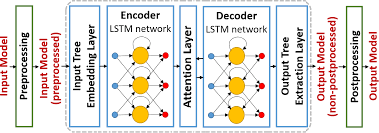 Input Model
Preprocessing
Input Model
(preprocessed)
Input Tree
Embedding Layer
Encoder
LSTM network
Attention Layer
Decoder
LSTM network
Output Tree
Extraction Layer
Output Model
(non-postprocessed)
Postprocessing
Output Model